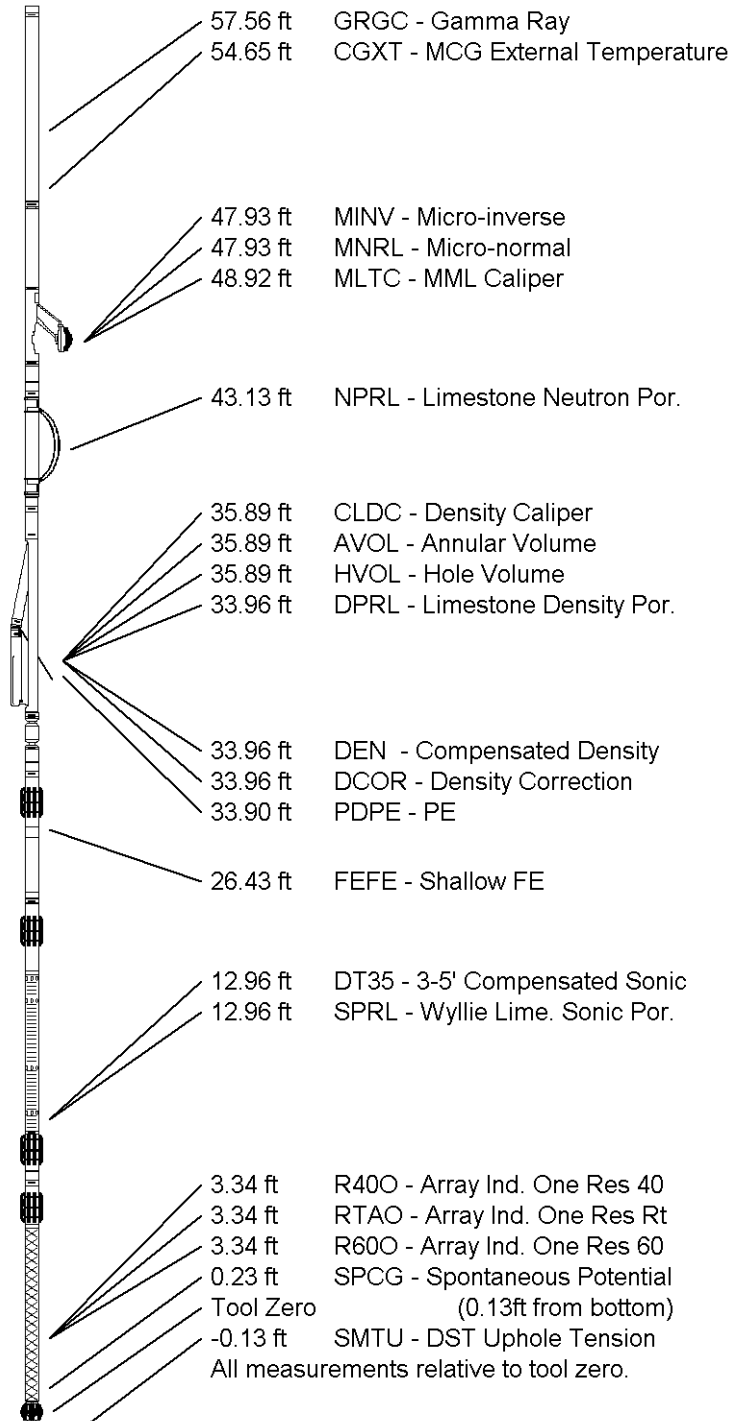 57.56 ft GRGC - Gamma Ray
54.65 ft CGXT - MCG External Temperature
47.93 ft MINV - Micro-inverse
47.93 ft MNRL - Micro-normal
48.92 ft MLTC - MML Caliper
43.13 ft NPRL - Limestone Neutron Por.
35.89 ft CLDC - Density Caliper
35.89 ft AVOL - Annular Volume
35.89 ft HVOL - Hole Volume
33.96 ft DPRL - Limestone Density Por.
33.96 ft DEN - Compensated Density
33.96 ft DCOR - Density Correction
33.90 ft PDPE - PE
26.43 ft FEFE - Shallow FE
12.96 ft DT35 - 3-5' Compensated Sonic
12.96 ft SPRL - Wyllie Lime. Sonic Por.
3.34 ft R40O - Array Ind. One Res 40
3.34 ft RTAO - Array Ind. One Res Rt
3.34 ft R60O - Array Ind. One Res 60
0.23 ft SPCG - Spontaneous Potential
Tool Zero (0.13ft from bottom)
-0.13 ft SMTU - DST Uphole Tension
All measurements relative to tool zero.